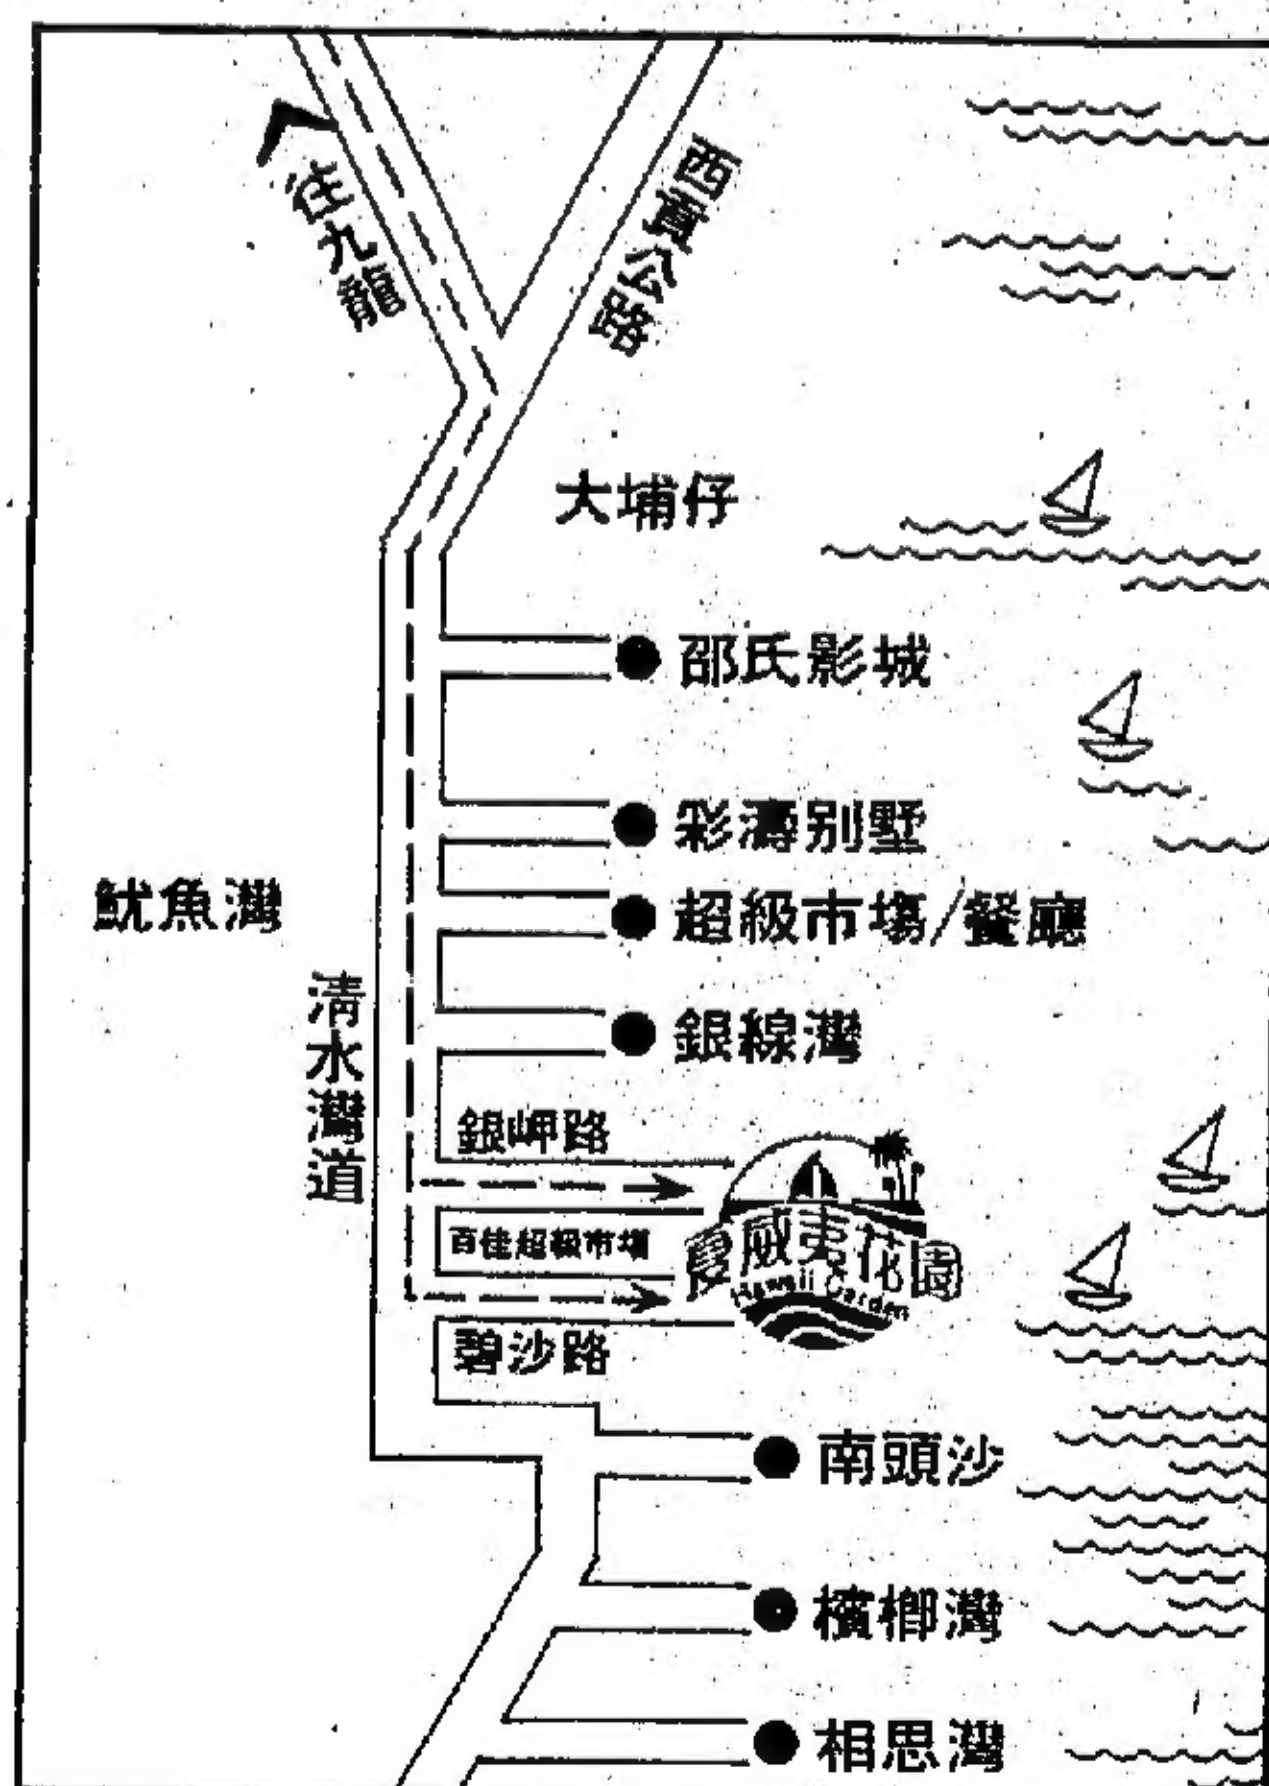 往九龍
西貢公路
大埔仔
邵氏影城
彩濤別墅
魷魚灣
超級市場/餐廳
清水灣道
銀線灣
銀岬路
百佳超級市場
夏威夷花園
Hawaii Garden
碧沙路
南頭沙
檳榔灣
相思灣